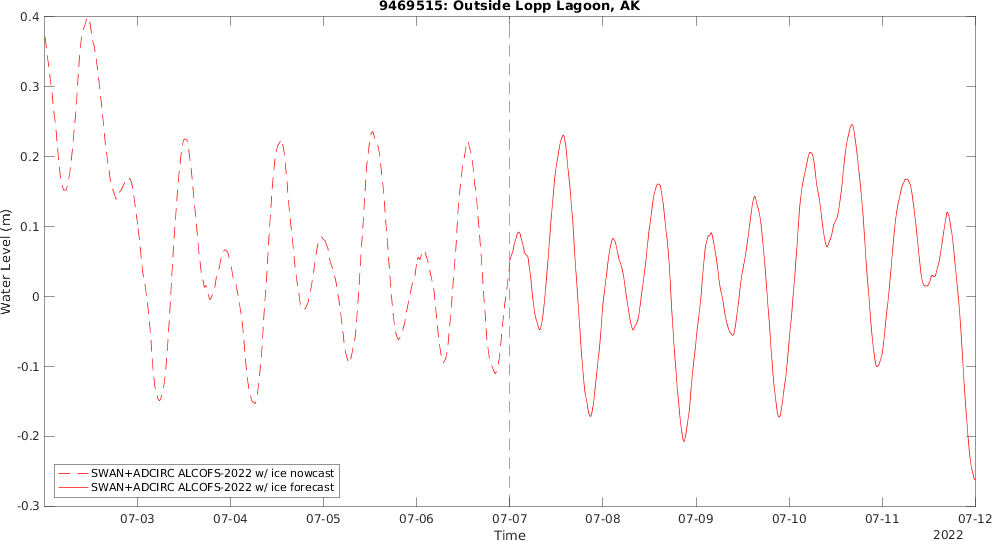 9469515: Outside Lopp Lagoon, AK
0.4
0.3
0.2
0.1
0
-0.1
-0.2
-0.3
Water Level (m)
SWAN+ADCIRC ALCOFS-2022 w/ ice nowcast
SWAN+ADCIRC ALCOFS-2022 w/ ice forecast
07-03 07-04 07-05 07-06 07-07 07-08 07-09 07-10 07-11 07-12
Time
2022